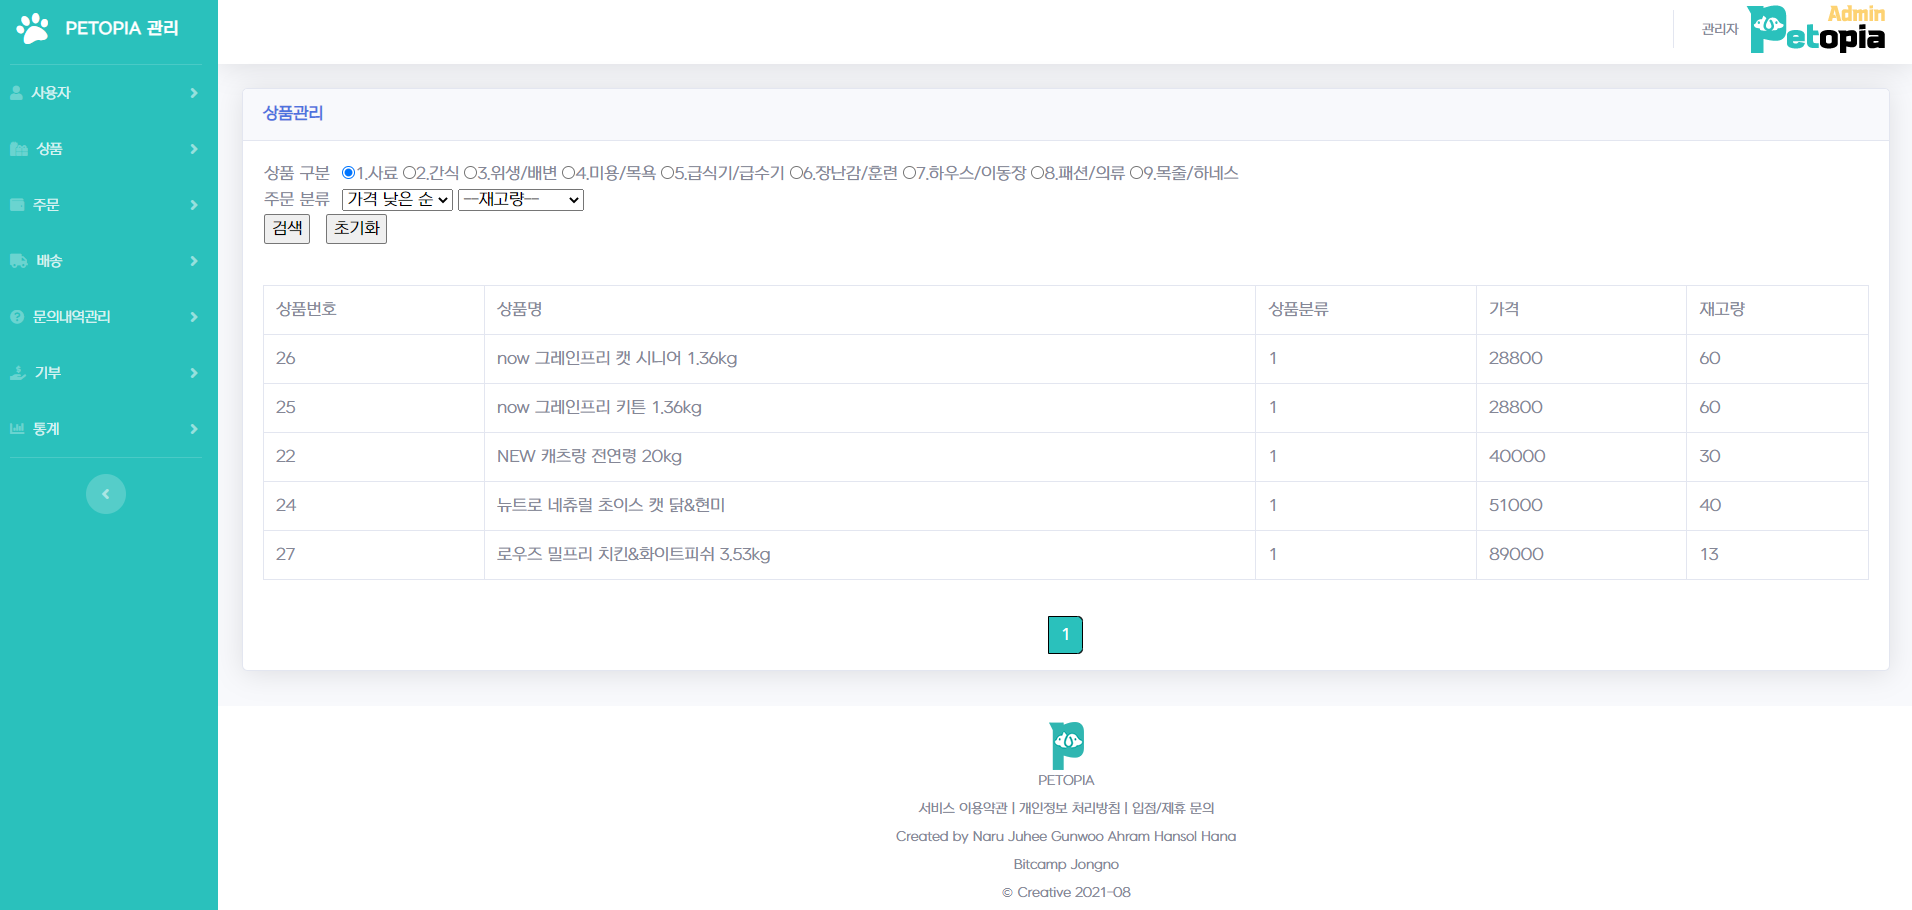 PETOPIA 관리
사용자
상품
주문
배송
문의내역관리
기부
통계
관리자
Admin
Petopia
상품관리
상품 구분 1.사료 2.간식 3.위생/배변 4.미용/목욕 5.급식기/급수기 6.장난감/훈련 7.하우스/이동장 8.패션/의류 9.목줄/하네스
주문 분류 가격 낮은 순 --재고량--
검색 초기화
상품번호 상품명 상품분류 가격 재고량
26 now 그레인프리 캣 시니어 1.36kg 1 28800 60
25 now 그레인프리 키튼 1.36kg 1 28800 60
22 NEW 캐츠랑 전연령 20kg 1 40000 30
24 뉴트로 네츄럴 초이스 캣 닭&현미 1 51000 40
27 로우즈 밀프리 치킨&화이트피쉬 3.53kg 1 89000 13
1
P
PETOPIA
서비스 이용약관 | 개인정보 처리방침 | 입점/제휴 문의
Created by Naru Juhee Gunwoo Ahram Hansol Hana
Bitcamp Jongno
© Creative 2021-08